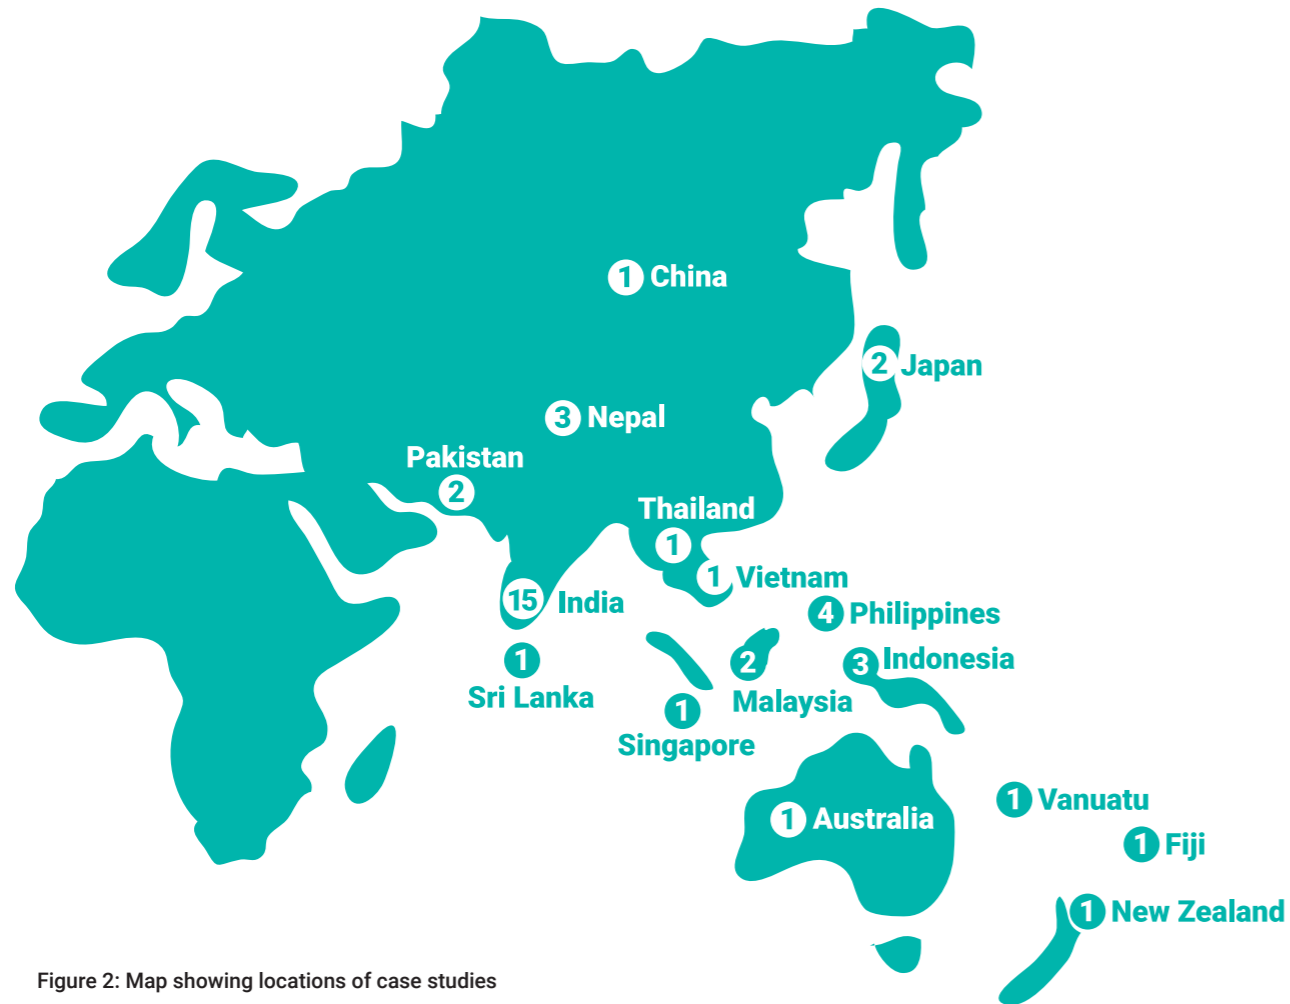 1 China
2 Japan
3 Nepal
Pakistan
2
Thailand
1
1 Vietnam
15 India
4 Philippines
1
Sri Lanka
2
Malaysia
3 Indonesia
1
Singapore
1 Australia
1 Vanuatu
1 Fiji
1 New Zealand
Figure 2: Map showing locations of case studies